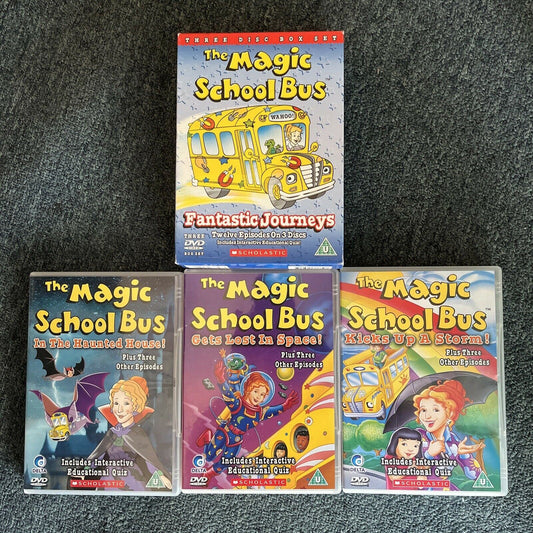 THREE DISC BOX SET
The Magic
School Bus
WAHOO!
Fantastic Journeys
THREE
DVD
BOX SET
Twelve Episodes On 3 Discs
Includes Interactive Educational Quiz
SCHOLASTIC
U
The Magic
School Bus
In The Haunted House!
Plus Three
Other Episodes
Includes Interactive
Educational Quiz
DELTA
DVD
SCHOLASTIC
U
The Magic
School Bus
Gets Lost In Space!
Plus Three
Other Episodes
Includes Interactive
Educational Quiz
DELTA
DVD
SCHOLASTIC
U
The Magic
School Bus™
Kicks Up A Storm!
Plus Three
Other Episodes
Includes Interactive
Educational Quiz
DELTA
DVD
SCHOLASTIC
U